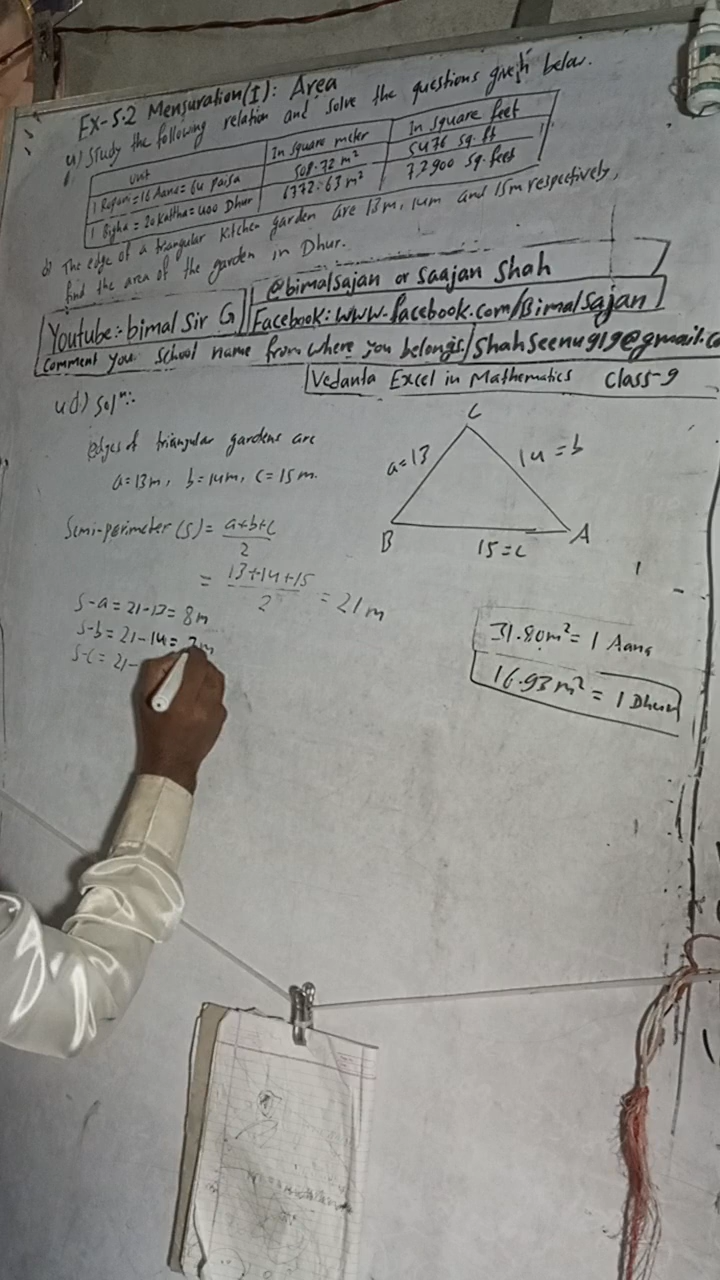 Ex-5.2 Mensuration(I): Area
4) Study the following relation and solve the questions given below.
Unit In square meter In square feet
1 Ropani = 16 Aana = 64 Paisa 508.72 m² 5476 sq. ft
1 Bigha = 20 Kattha = 400 Dhur 6772.63 m² 72900 sq. feet
d) The edge of a triangular kitchen garden are 13m, 14m and 15m respectively,
find the area of the garden in Dhur.
@bimalsajan or Saajan Shah
Youtube:- bimal Sir G Facebook: www.facebook.com/Bimalsajan
Comment your school name from where you belongs. / Shahseenu919@gmail.co
Vedanta Excel in Mathematics Class-9
4d) Solⁿ:
Edges of triangular gardens are
a=13m, b=14m, c=15m.
C
a=13
14=b
B
A
15=c
Semi-perimeter (s) = a+b+c
2
= 13+14+15 = 21m
2
s-a = 21-13 = 8m
s-b = 21-14 = 7m
s-c = 21-
31.80m² = 1 Aana
16.93m² = 1 Dhur